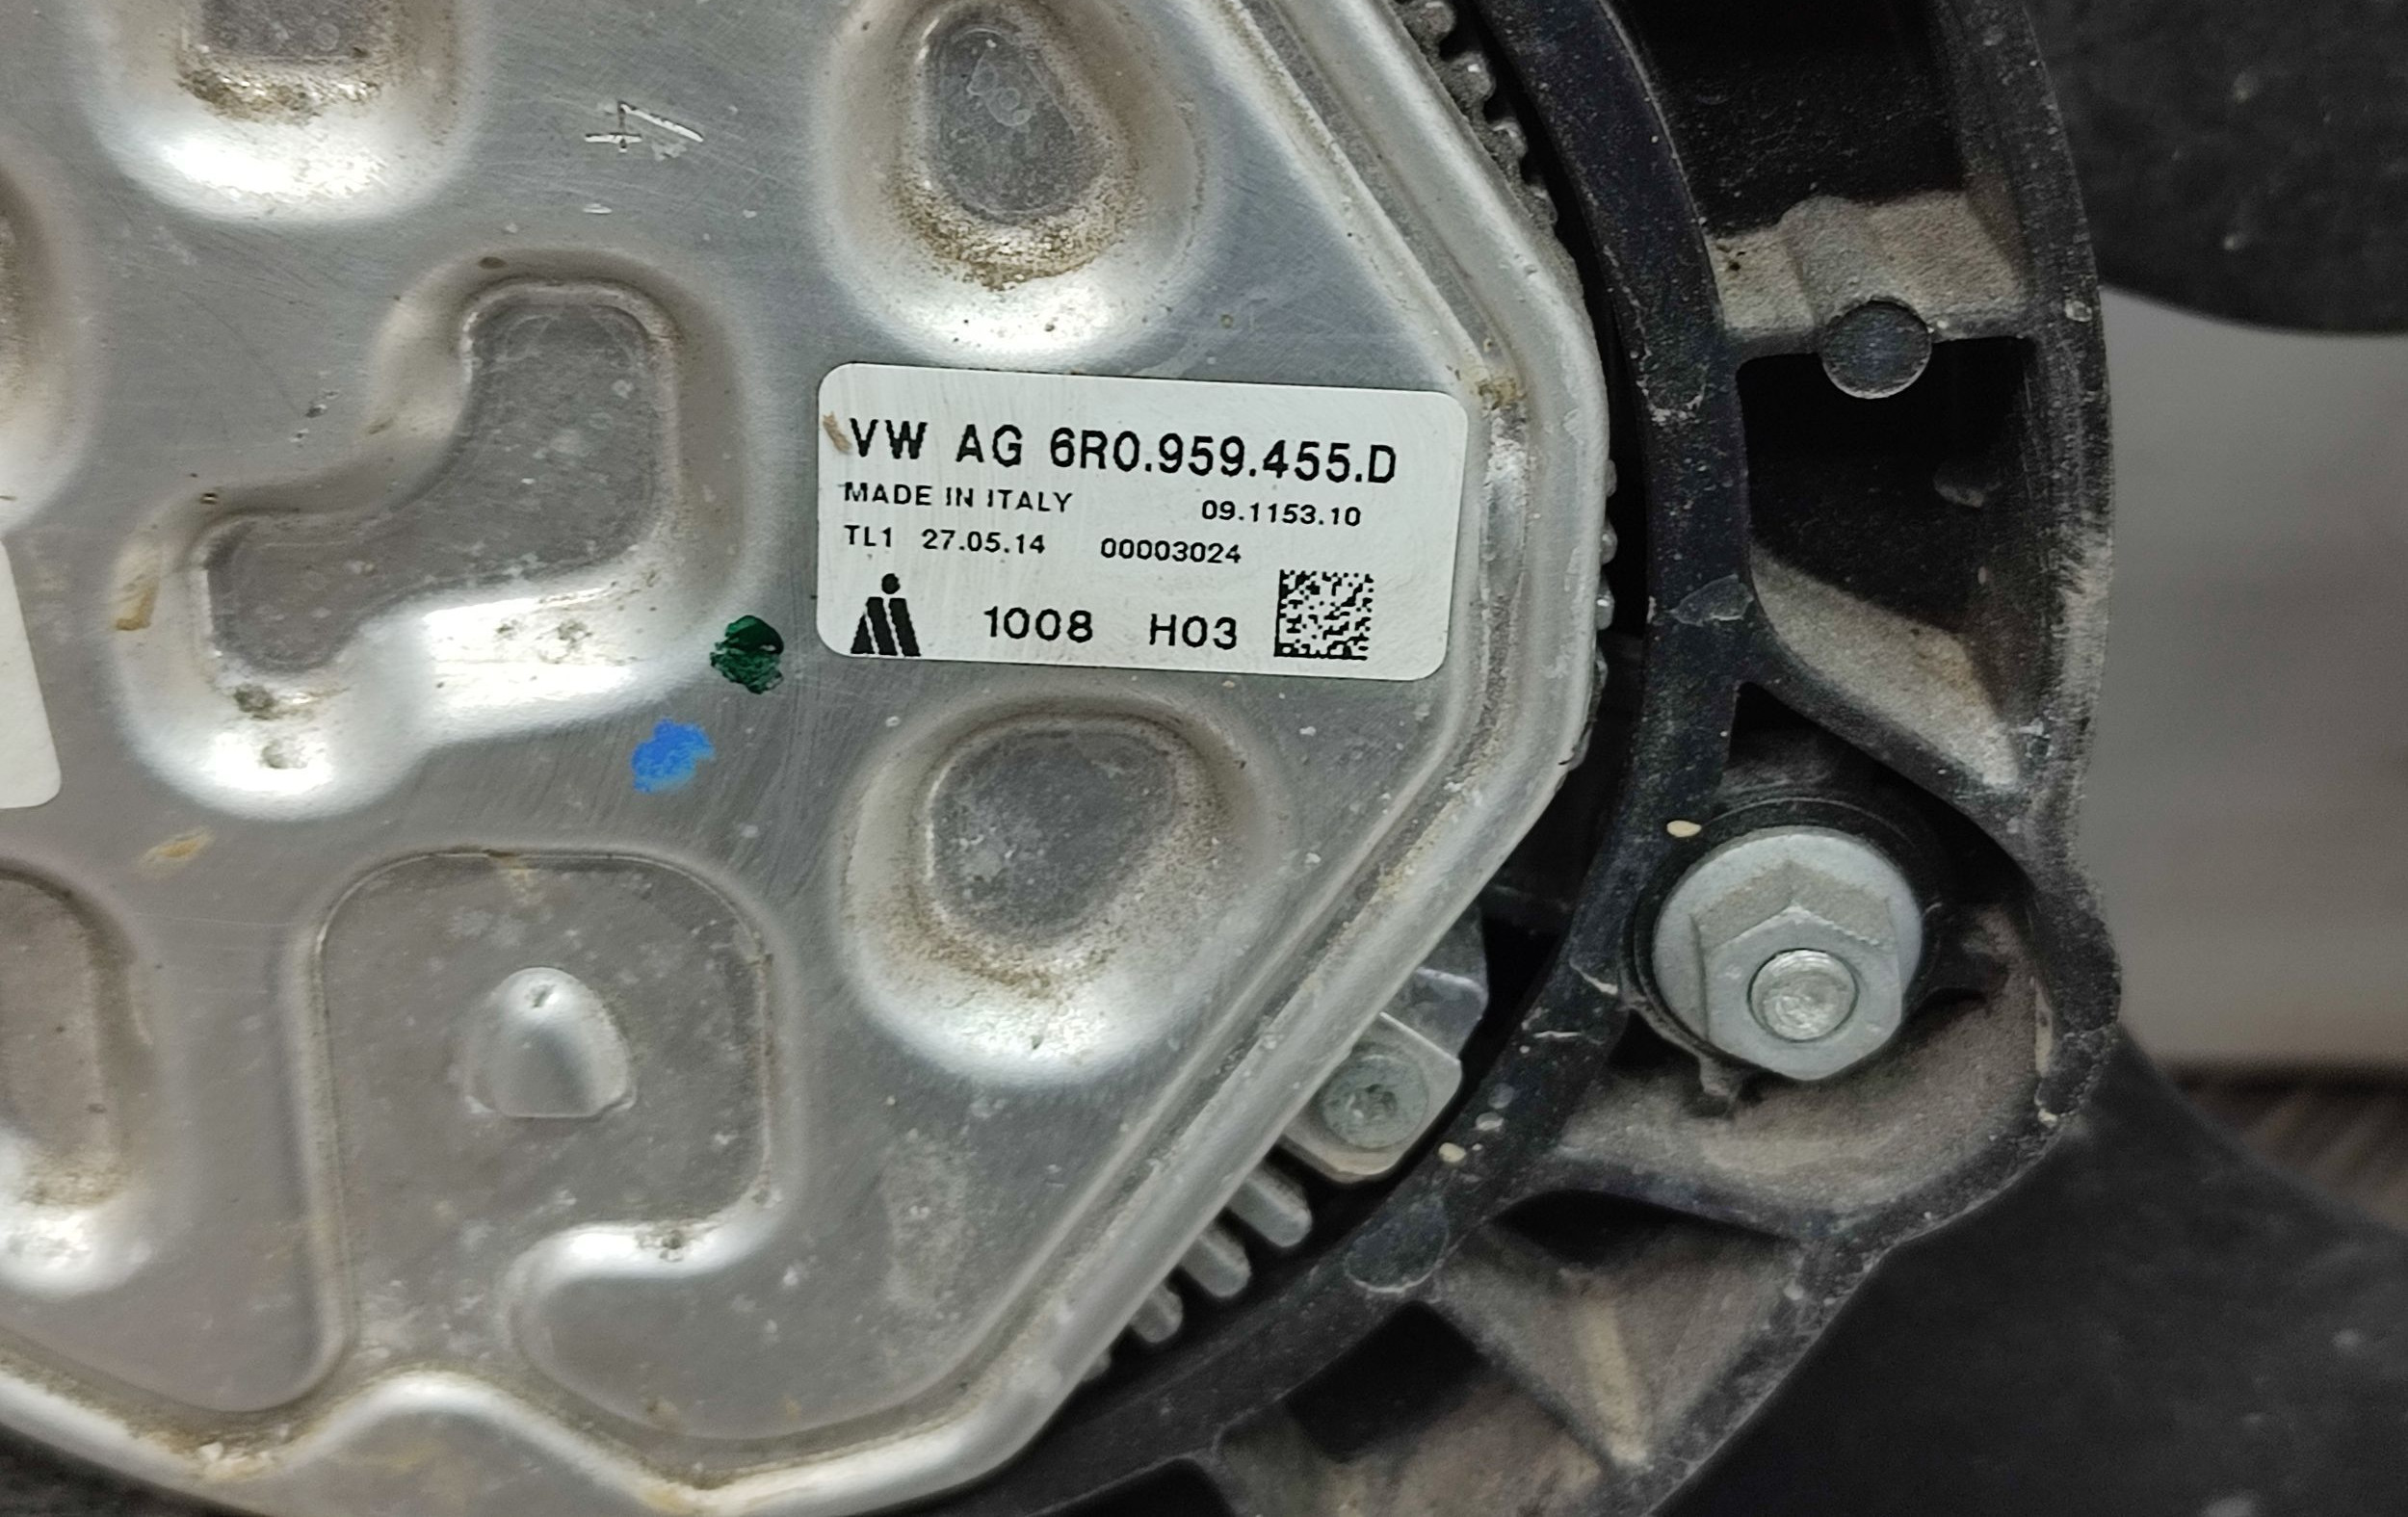 VW AG 6R0.959.455.D
MADE IN ITALY 09.1153.10
TL1 27.05.14 00003024
1008 H03